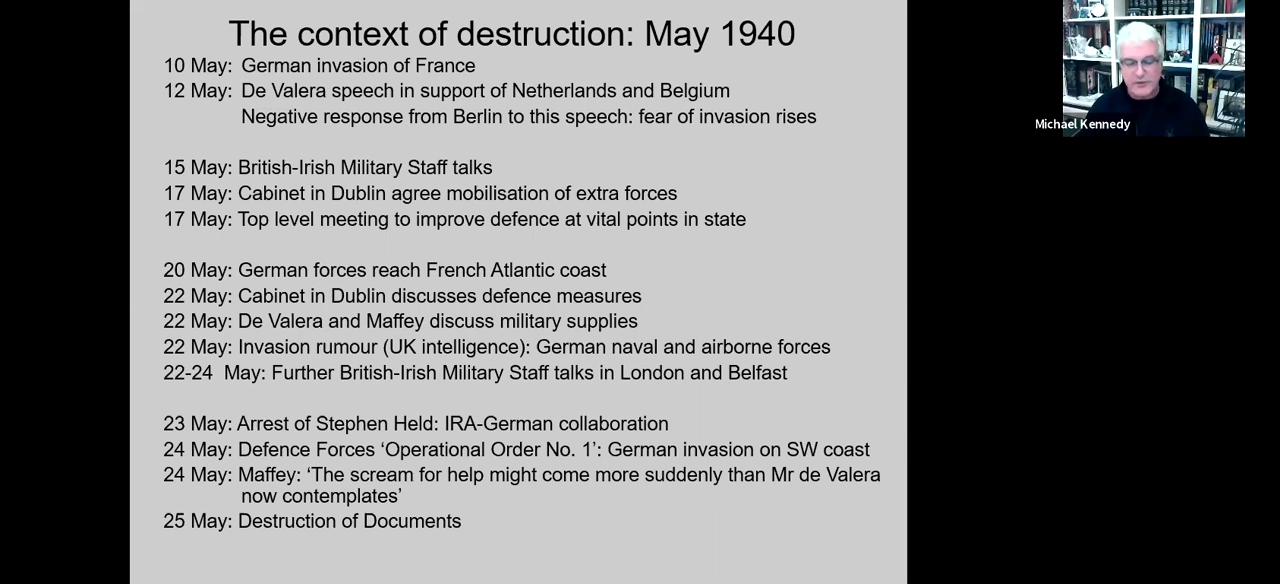 The context of destruction: May 1940
10 May: German invasion of France
12 May: De Valera speech in support of Netherlands and Belgium
Negative response from Berlin to this speech: fear of invasion rises
15 May: British-Irish Military Staff talks
17 May: Cabinet in Dublin agree mobilisation of extra forces
17 May: Top level meeting to improve defence at vital points in state
20 May: German forces reach French Atlantic coast
22 May: Cabinet in Dublin discusses defence measures
22 May: De Valera and Maffey discuss military supplies
22 May: Invasion rumour (UK intelligence): German naval and airborne forces
22-24 May: Further British-Irish Military Staff talks in London and Belfast
23 May: Arrest of Stephen Held: IRA-German collaboration
24 May: Defence Forces ‘Operational Order No. 1’: German invasion on SW coast
24 May: Maffey: ‘The scream for help might come more suddenly than Mr de Valera
now contemplates’
25 May: Destruction of Documents
Michael Kennedy